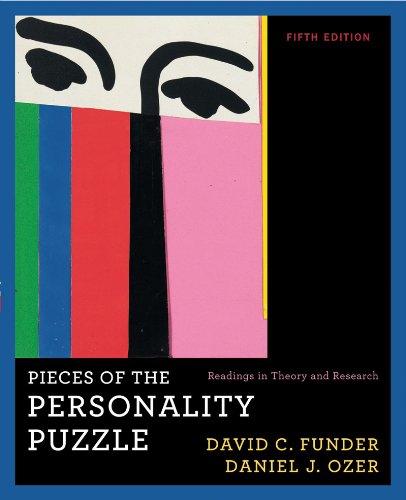 FIFTH EDITION
PIECES OF THE
PERSONALITY
PUZZLE
Readings in Theory and Research
DAVID C. FUNDER
DANIEL J. OZER